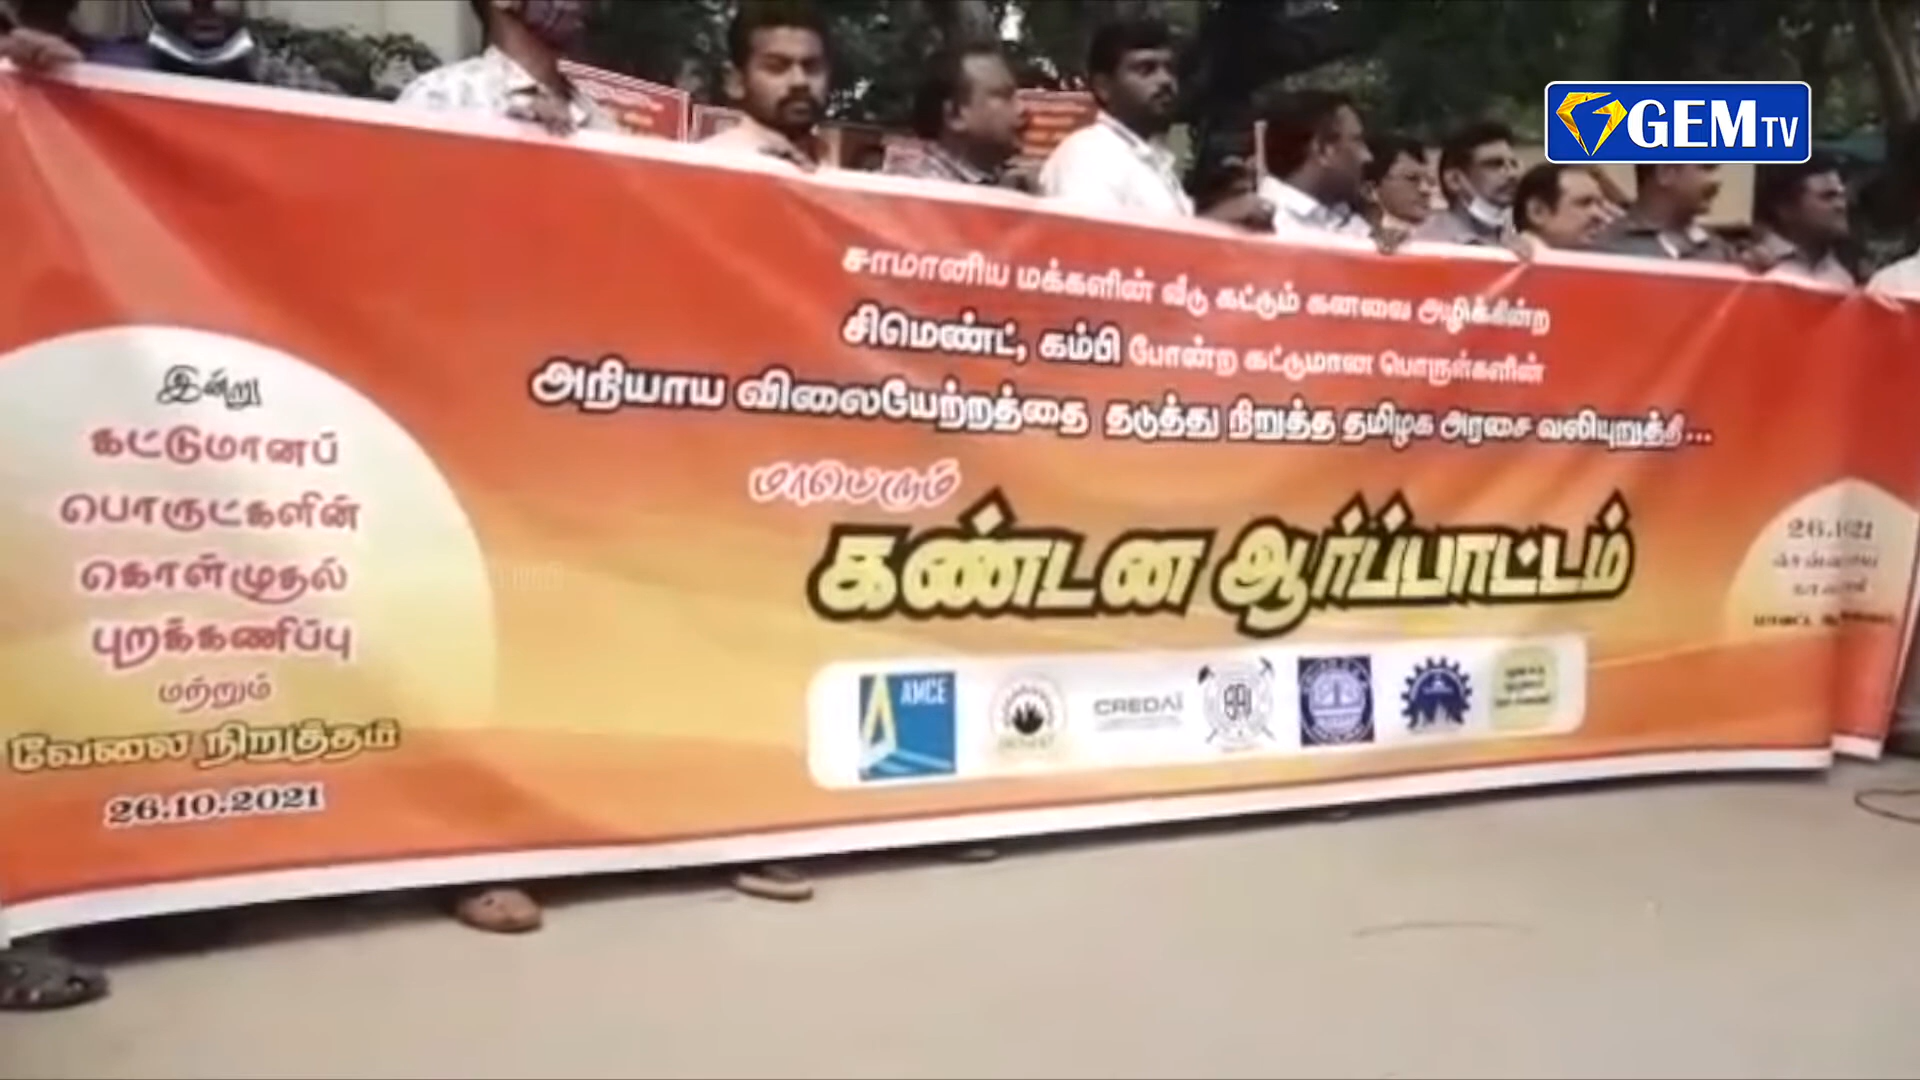 GEM TV
சாமானிய மக்களின் வீடு கட்டும் கனவை அழிக்கின்ற
சிமெண்ட், கம்பி போன்ற கட்டுமான பொருள்களின்
அநியாய விலையேற்றத்தை தடுத்து நிறுத்த தமிழக அரசை வலியுறுத்தி...
மாபெரும்
கண்டன ஆர்ப்பாட்டம்
இன்று
கட்டுமானப்
பொருட்களின்
கொள்முதல்
புறக்கணிப்பு
மற்றும்
வேலை நிறுத்தம்
26.10.2021
AMCE
CREDAI
BAI